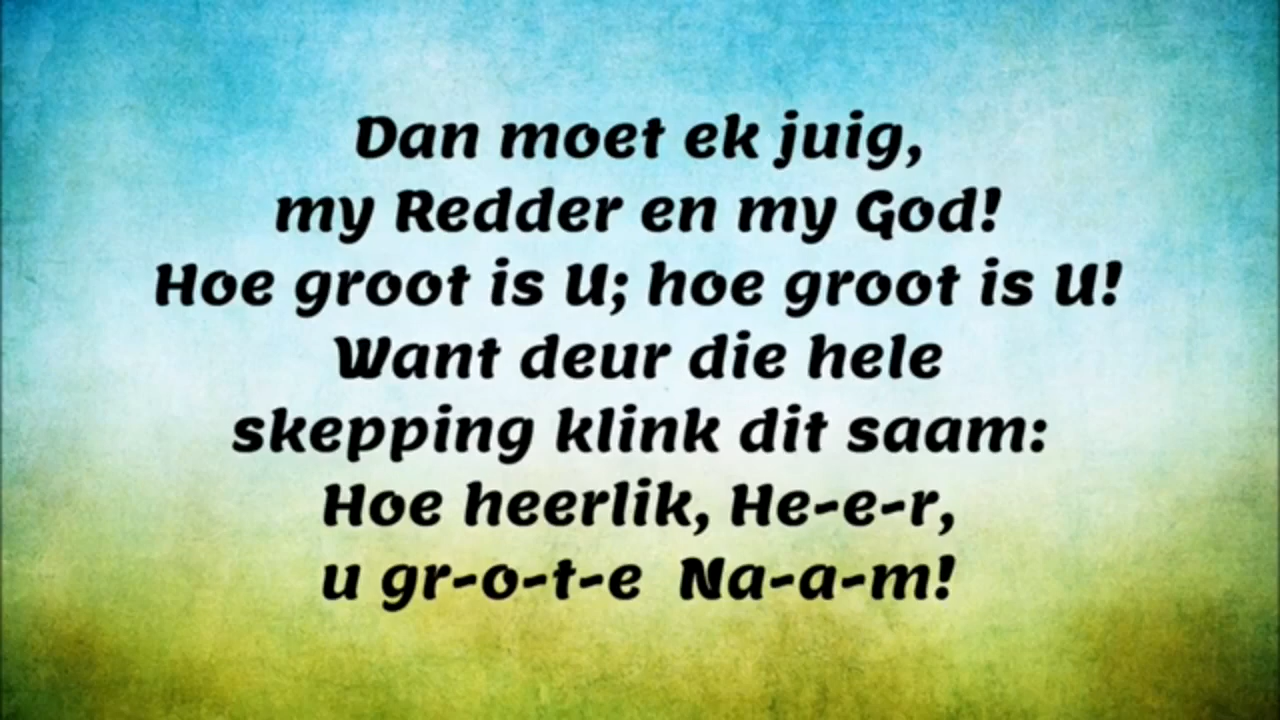 Dan moet ek juig,
my Redder en my God!
Hoe groot is U; hoe groot is U!
Want deur die hele
skepping klink dit saam:
Hoe heerlik, He-e-r,
u gr-o-t-e Na-a-m!